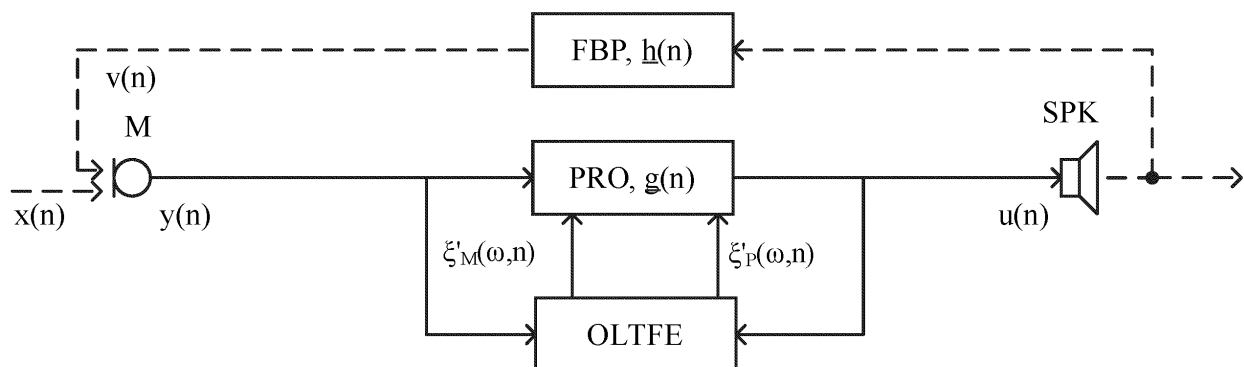 FBP, h(n)
v(n)
M
SPK
PRO, g(n)
x(n)
y(n)
u(n)
ξ'M(ω,n)
ξ'P(ω,n)
OLTFE